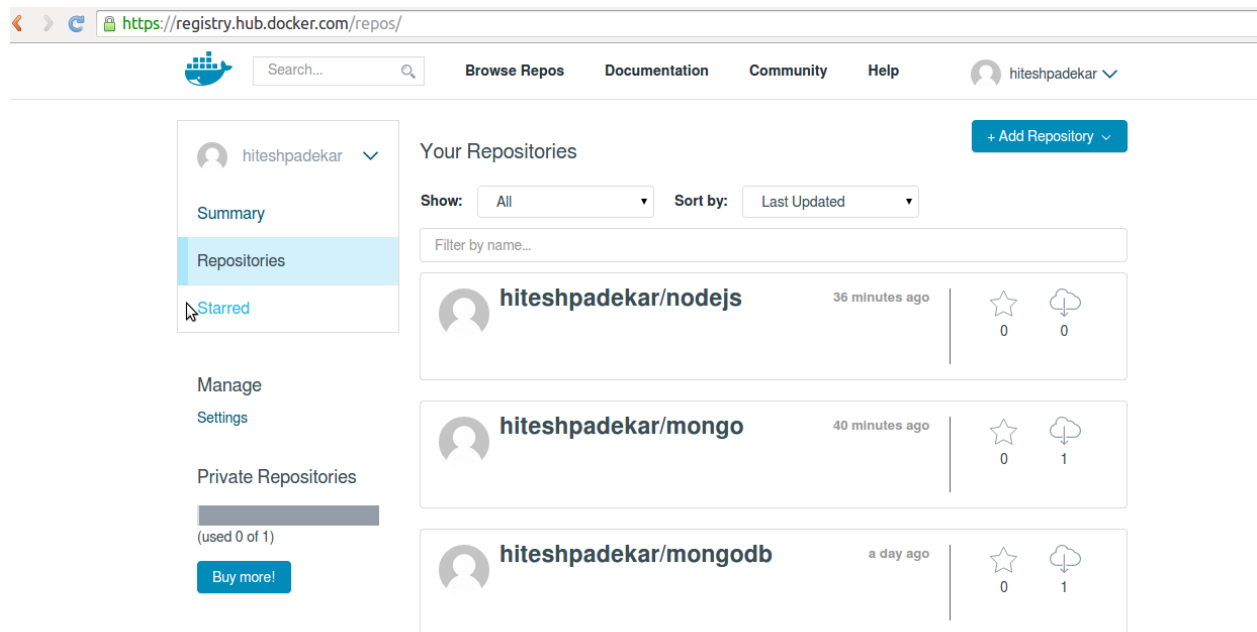 https://registry.hub.docker.com/repos/
Search...
Browse Repos
Documentation
Community
Help
hiteshpadekar
hiteshpadekar
Summary
Repositories
Starred
Manage
Settings
Private Repositories
(used 0 of 1)
Buy more!
Your Repositories
+ Add Repository
Show: All Sort by: Last Updated
Filter by name...
hiteshpadekar/nodejs 36 minutes ago
0 0
hiteshpadekar/mongo 40 minutes ago
0 1
hiteshpadekar/mongodb a day ago
0 1